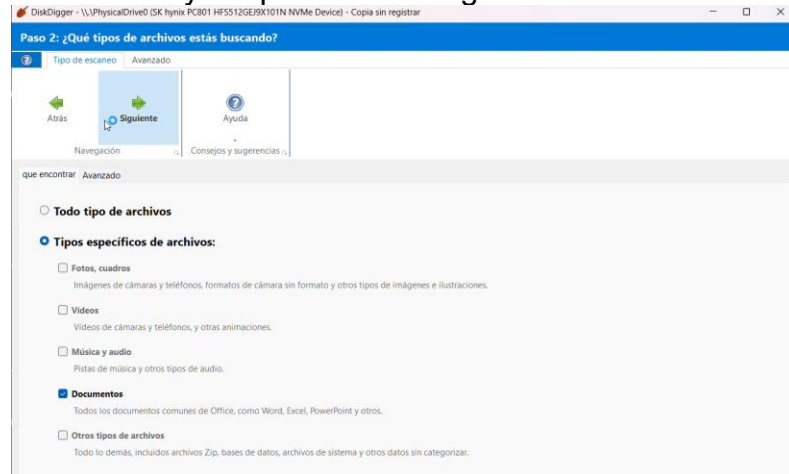 DiskDigger - \\.\PhysicalDrive0 (SK hynix PC801 HFS512GEJ9X101N NVMe Device) - Copia sin registrar
Paso 2: ¿Qué tipos de archivos estás buscando?
Tipo de escaneo Avanzado
Atrás Siguiente Ayuda
Navegación Consejos y sugerencias
que encontrar Avanzado
Todo tipo de archivos
Tipos específicos de archivos:
Fotos, cuadros
Imágenes de cámaras y teléfonos, formatos de cámara sin formato y otros tipos de imágenes e ilustraciones.
Vídeos
Vídeos de cámaras y teléfonos, y otras animaciones.
Música y audio
Pistas de música y otros tipos de audio.
Documentos
Todos los documentos comunes de Office, como Word, Excel, PowerPoint y otros.
Otros tipos de archivos
Todo lo demás, incluidos archivos Zip, bases de datos, archivos de sistema y otros datos sin categorizar.